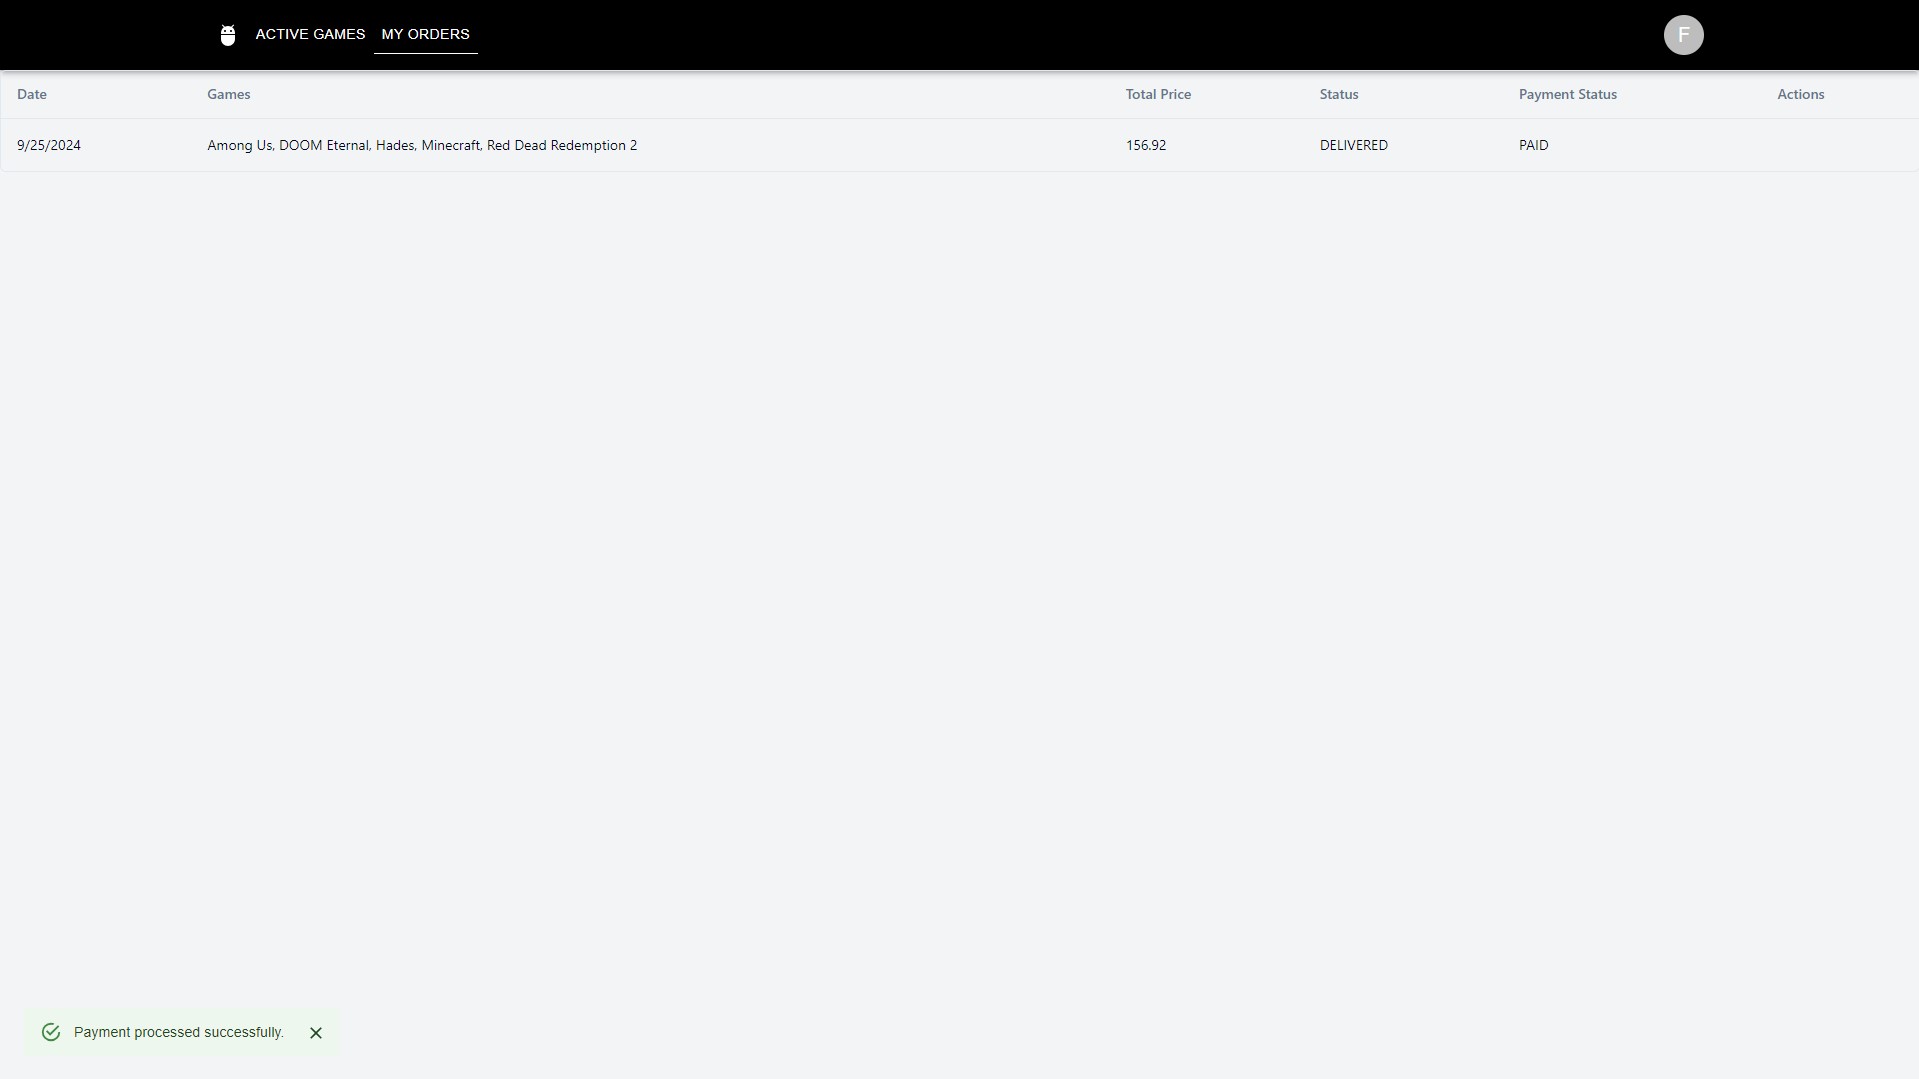 ACTIVE GAMES MY ORDERS F
Date Games Total Price Status Payment Status Actions
9/25/2024 Among Us, DOOM Eternal, Hades, Minecraft, Red Dead Redemption 2 156.92 DELIVERED PAID
Payment processed successfully.